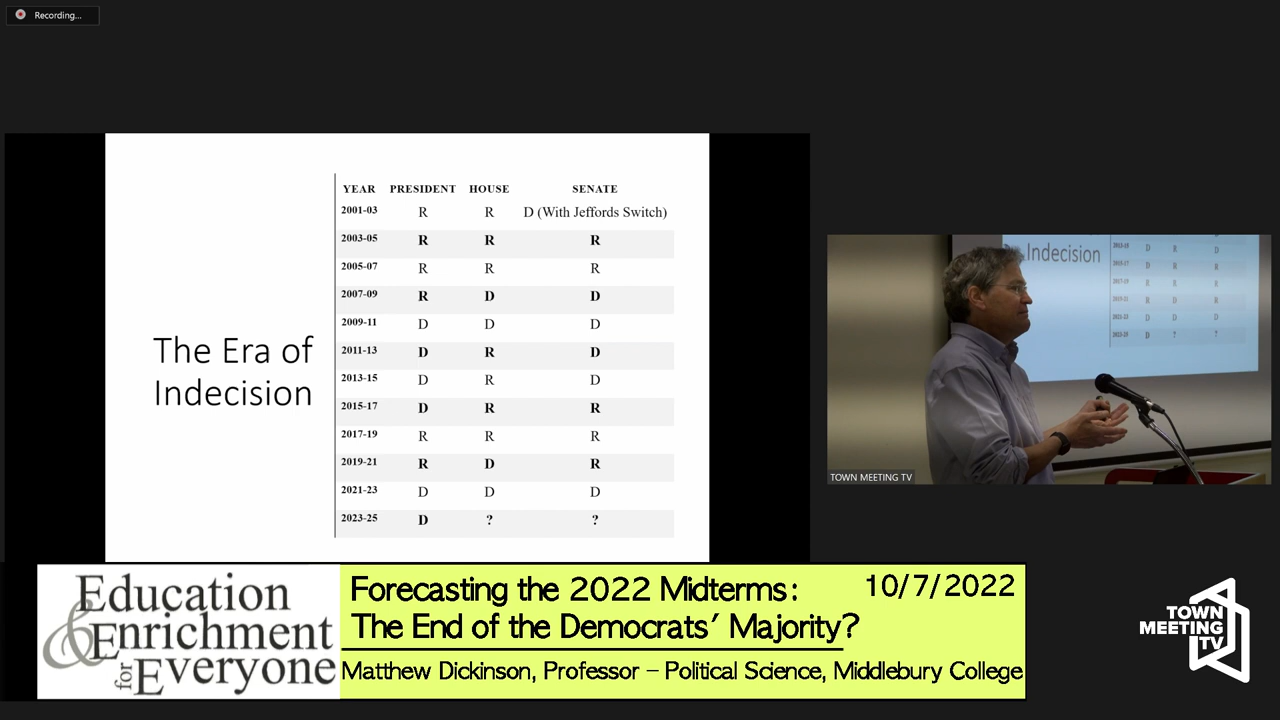 Recording...
The Era of
Indecision
YEAR PRESIDENT HOUSE SENATE
2001-03 R R D (With Jeffords Switch)
2003-05 R R R
2005-07 R R R
2007-09 R D D
2009-11 D D D
2011-13 D R D
2013-15 D R D
2015-17 D R R
2017-19 R R R
2019-21 R D R
2021-23 D D D
2023-25 D ? ?
Indecision
D R D
D R R
R R R
R D R
D D D
D ? ?
TOWN MEETING TV
Education
& Enrichment
for Everyone
Forecasting the 2022 Midterms: 10/7/2022
The End of the Democrats' Majority?
Matthew Dickinson, Professor – Political Science, Middlebury College
TOWN
MEETING
TV